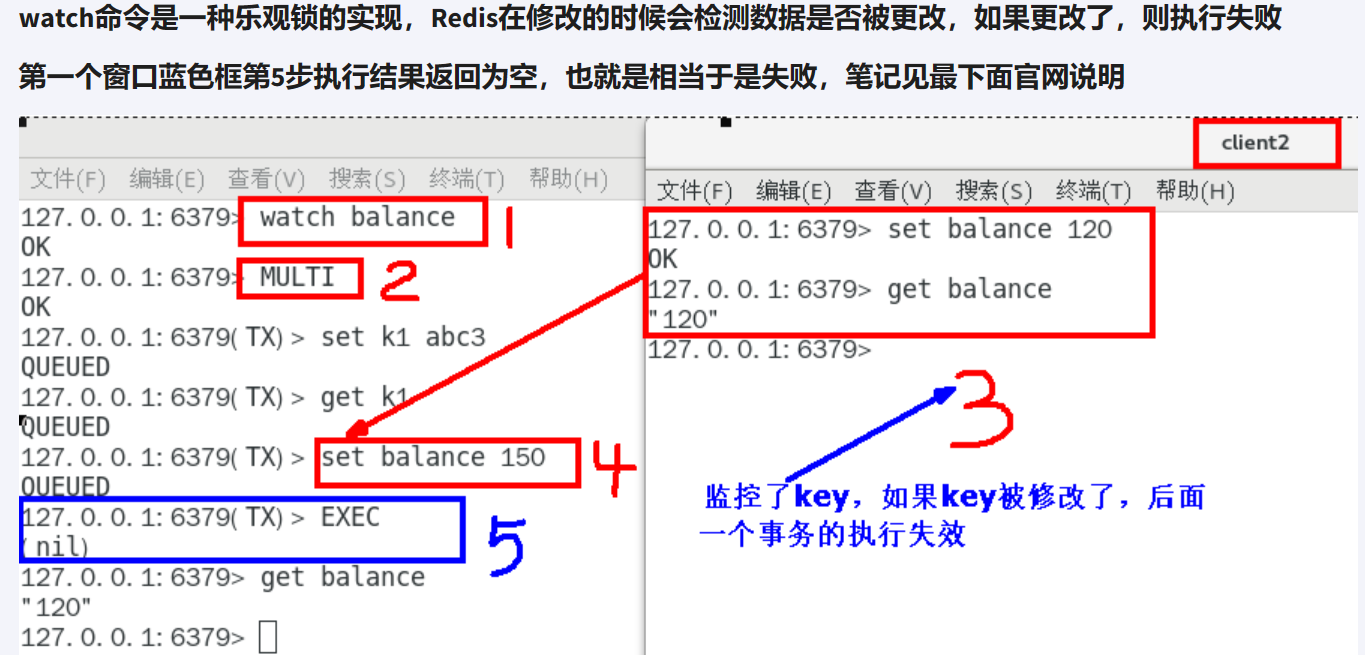 watch命令是一种乐观锁的实现，Redis在修改的时候会检测数据是否被更改，如果更改了，则执行失败
第一个窗口蓝色框第5步执行结果返回为空，也就是相当于是失败，笔记见最下面官网说明
文件(F) 编辑(E) 查看(V) 搜索(S) 终端(T) 帮助(H)
127.0.0.1:6379> watch balance
1
OK
127.0.0.1:6379> MULTI
2
OK
127.0.0.1:6379(TX)> set k1 abc3
QUEUED
127.0.0.1:6379(TX)> get k1
QUEUED
127.0.0.1:6379(TX)> set balance 150
4
QUEUED
127.0.0.1:6379(TX)> EXEC
(nil)
5
127.0.0.1:6379> get balance
"120"
127.0.0.1:6379>
client2
文件(F) 编辑(E) 查看(V) 搜索(S) 终端(T) 帮助(H)
127.0.0.1:6379> set balance 120
OK
127.0.0.1:6379> get balance
"120"
127.0.0.1:6379>
3
监控了key，如果key被修改了，后面
一个事务的执行失效